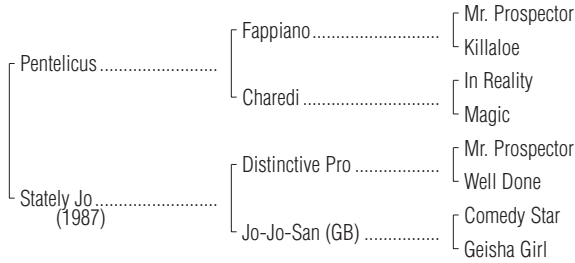 Mr. Prospector
Fappiano
Killaloe
Pentelicus
In Reality
Charedi
Magic
Mr. Prospector
Distinctive Pro
Well Done
Stately Jo
(1987)
Comedy Star
Jo-Jo-San (GB)
Geisha Girl